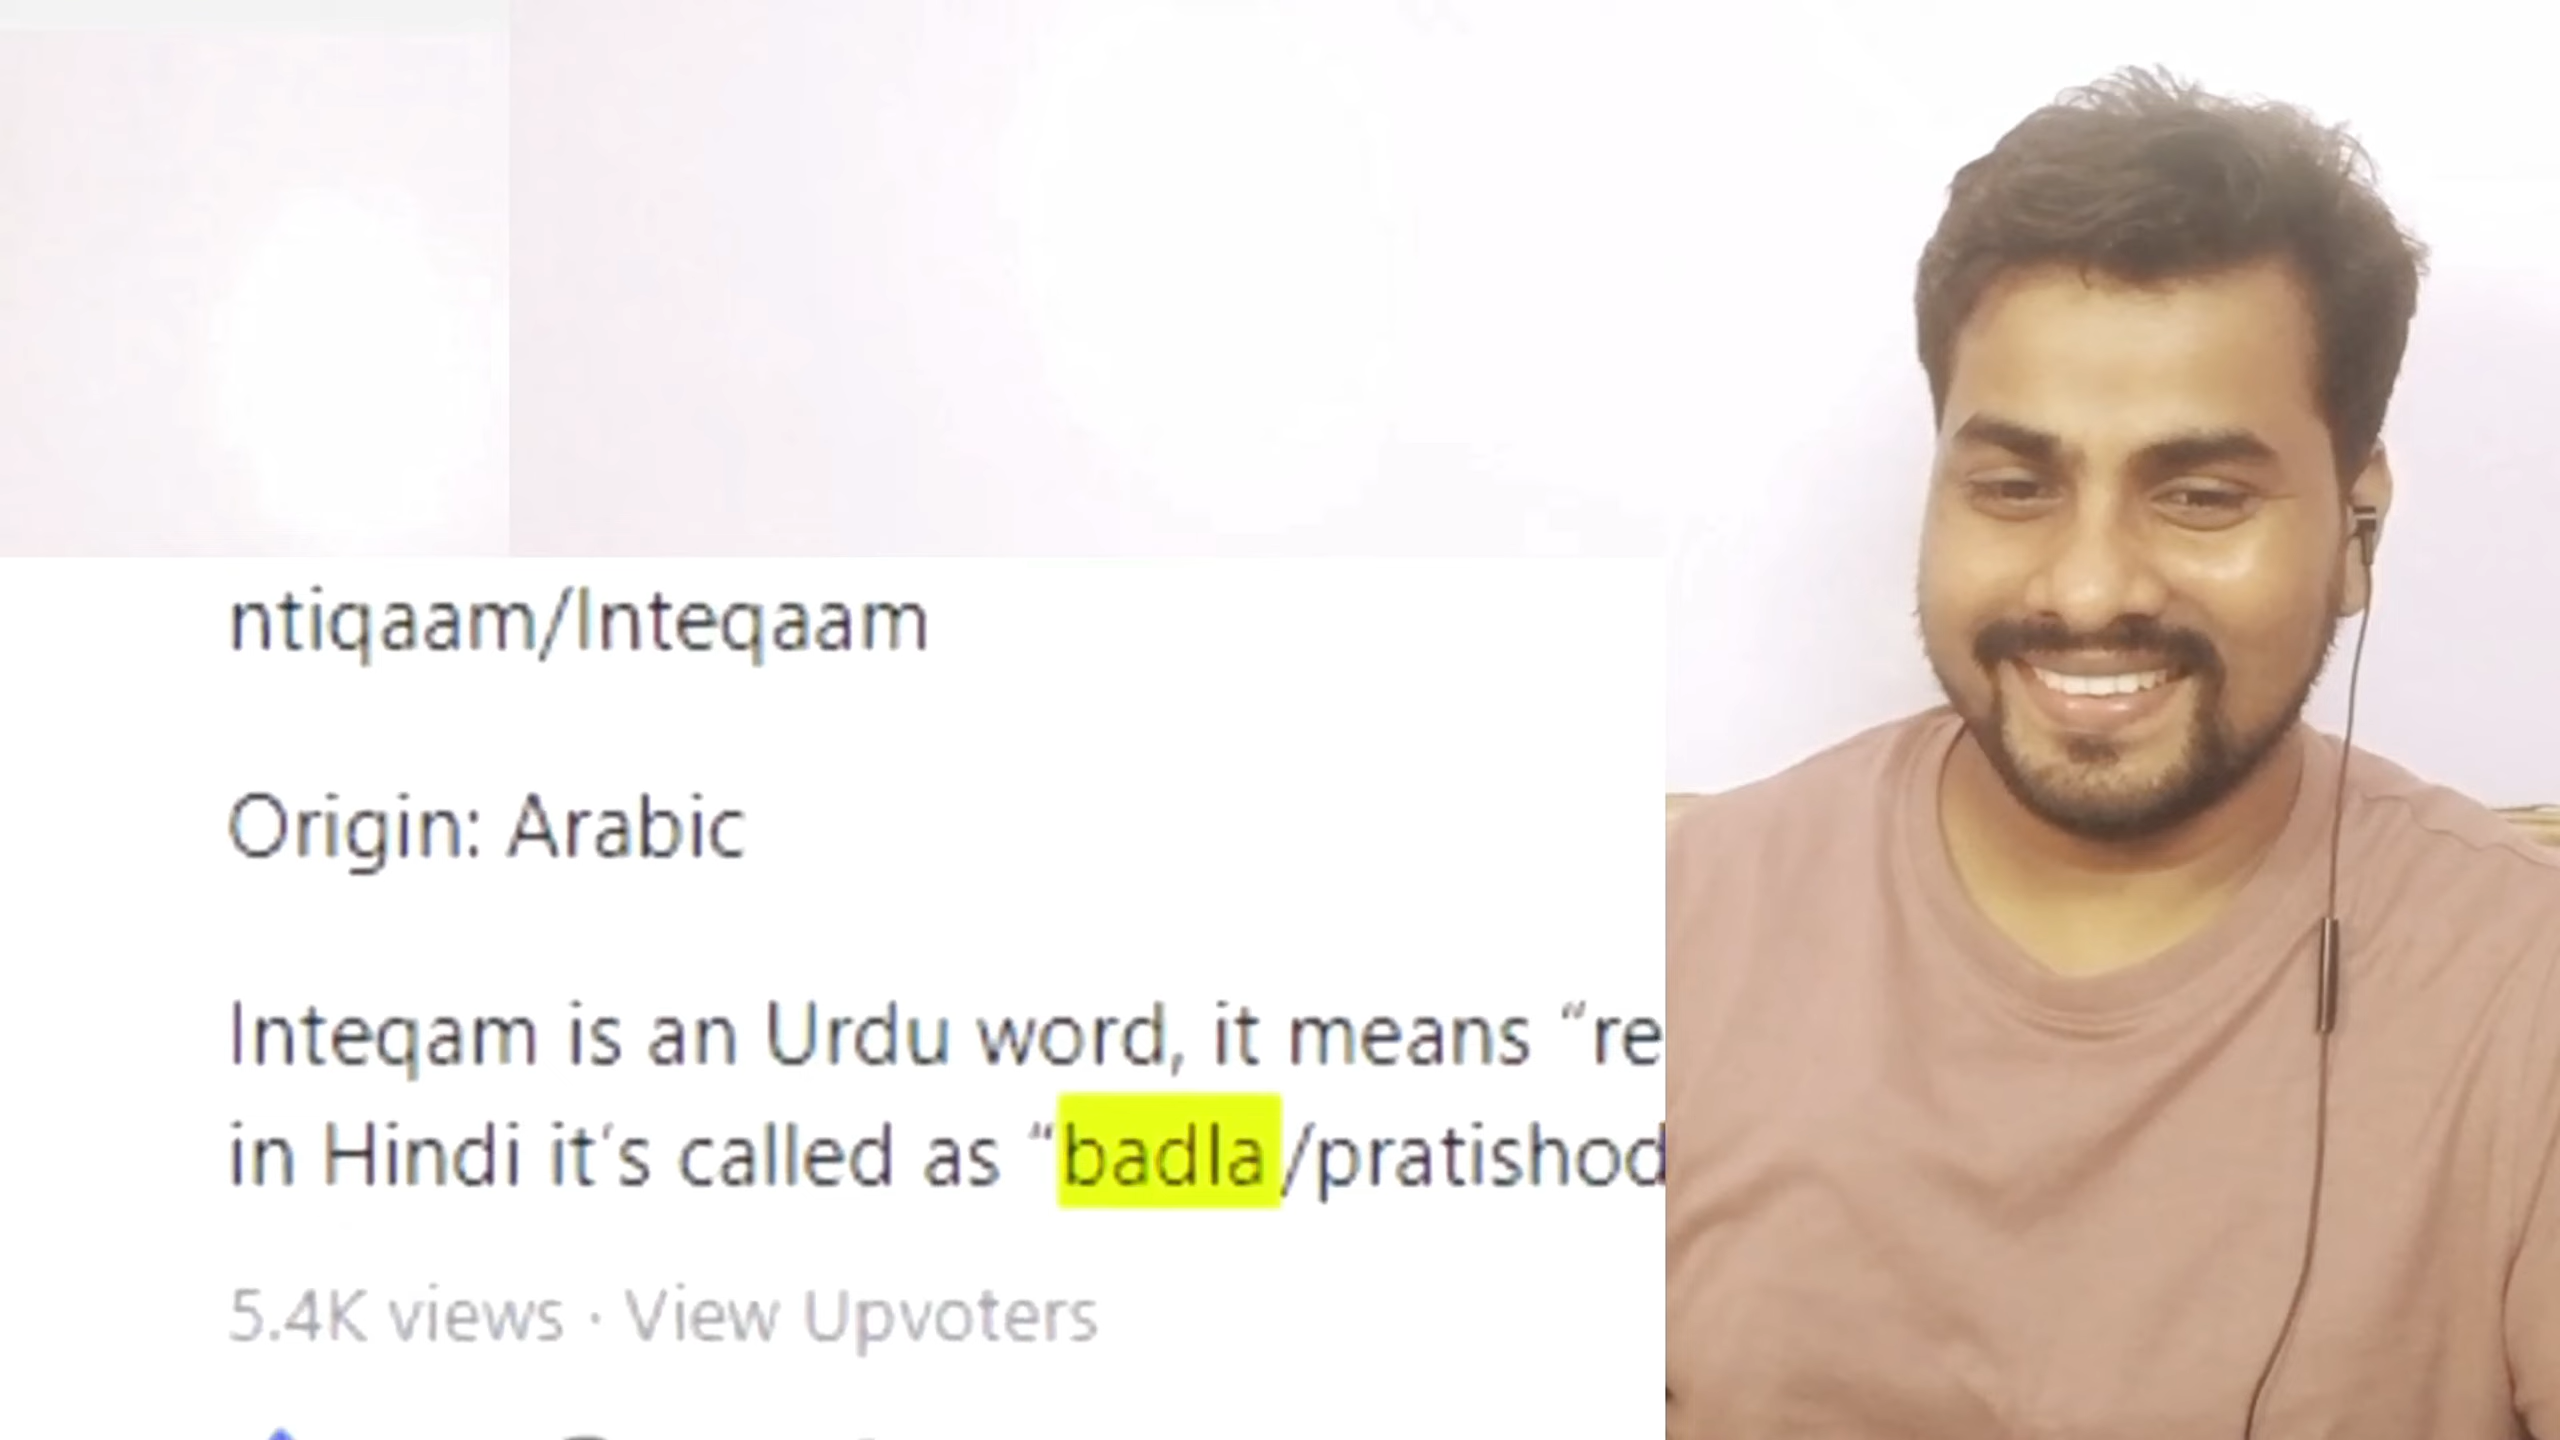 ntiqaam/Inteqaam
Origin: Arabic
Inteqam is an Urdu word, it means “re
in Hindi it’s called as “badla/pratishod
5.4K views · View Upvoters